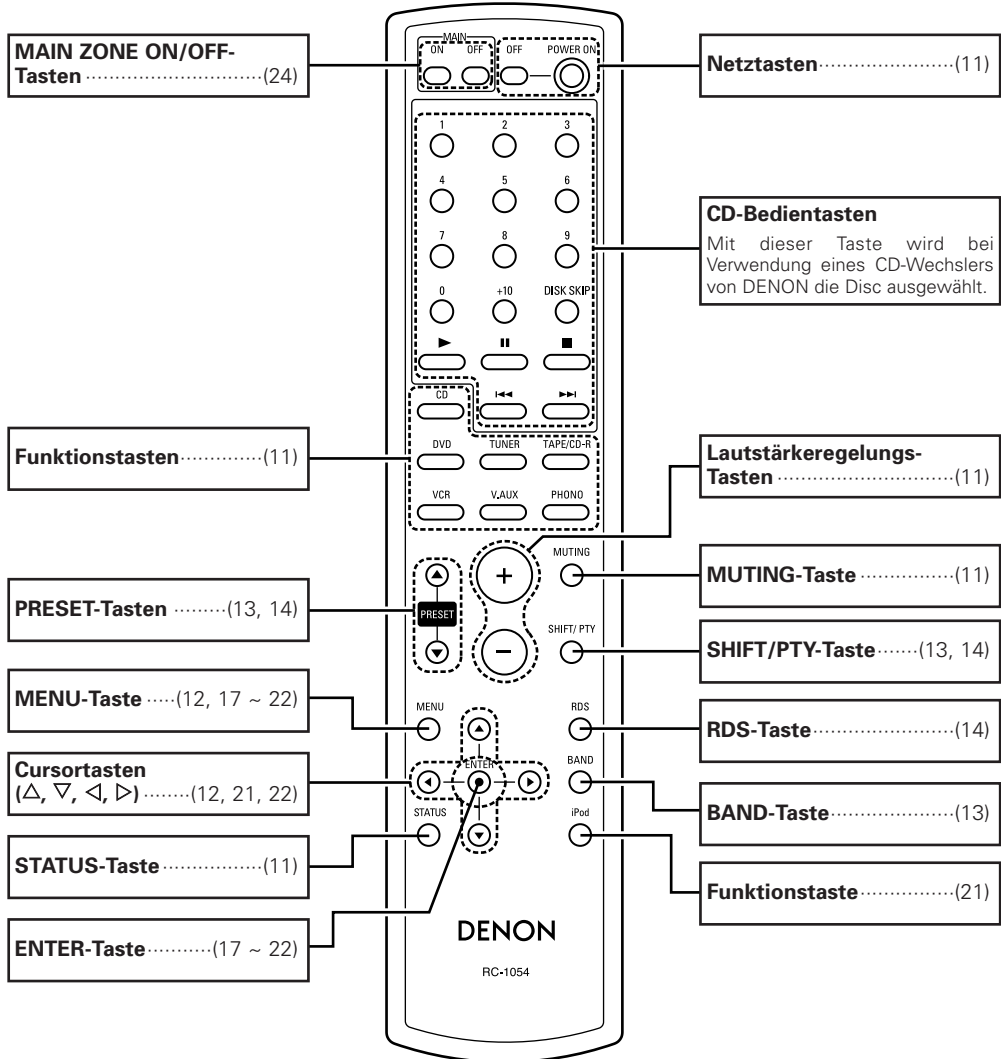 MAIN ZONE ON/OFF-
Tasten ·····························(24)
Funktionstasten··············(11)
PRESET-Tasten ·········(13, 14)
MENU-Taste ·····(12, 17 ~ 22)
Cursortasten
(△, ▽, ◁, ▷) ········(12, 21, 22)
STATUS-Taste·················(11)
ENTER-Taste···········(17 ~ 22)
MAIN
ON OFF OFF POWER ON
1 2 3
4 5 6
7 8 9
0 +10 DISK SKIP
► ❚❚ ■
CD ⏮ ⏭
DVD TUNER TAPE/CD-R
VCR V.AUX PHONO
MUTING
+
PRESET
SHIFT/ PTY
−
MENU RDS
ENTER BAND
STATUS iPod
DENON
RC-1054
Netztasten·······················(11)
CD-Bedientasten
Mit dieser Taste wird bei
Verwendung eines CD-Wechslers
von DENON die Disc ausgewählt.
Lautstärkeregelungs-
Tasten ·····························(11)
MUTING-Taste ················(11)
SHIFT/PTY-Taste·······(13, 14)
RDS-Taste·······················(14)
BAND-Taste·····················(13)
Funktionstaste················(21)